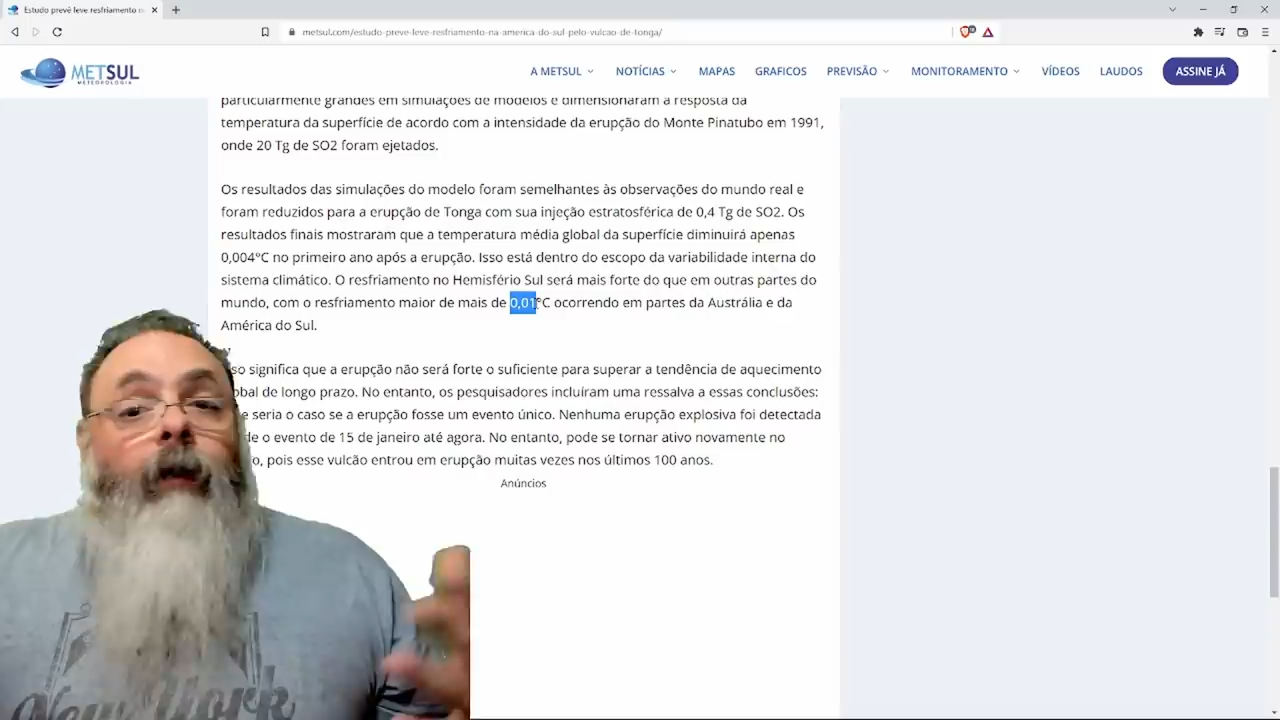 Estudo prevê leve resfriamento n
metsul.com/estudo-preve-leve-resfriamento-na-america-do-sul-pelo-vulcao-de-tonga/
METSUL
METEOROLOGIA
A METSUL NOTÍCIAS MAPAS GRAFICOS PREVISÃO MONITORAMENTO VÍDEOS LAUDOS ASSINE JÁ
particularmente grandes em simulações de modelos e dimensionaram a resposta da
temperatura da superfície de acordo com a intensidade da erupção do Monte Pinatubo em 1991,
onde 20 Tg de SO2 foram ejetados.
Os resultados das simulações do modelo foram semelhantes às observações do mundo real e
foram reduzidos para a erupção de Tonga com sua injeção estratosférica de 0,4 Tg de SO2. Os
resultados finais mostraram que a temperatura média global da superfície diminuirá apenas
0,004°C no primeiro ano após a erupção. Isso está dentro do escopo da variabilidade interna do
sistema climático. O resfriamento no Hemisfério Sul será mais forte do que em outras partes do
mundo, com o resfriamento maior de mais de 0,01°C ocorrendo em partes da Austrália e da
América do Sul.
so significa que a erupção não será forte o suficiente para superar a tendência de aquecimento
obal de longo prazo. No entanto, os pesquisadores incluíram uma ressalva a essas conclusões:
e seria o caso se a erupção fosse um evento único. Nenhuma erupção explosiva foi detectada
de o evento de 15 de janeiro até agora. No entanto, pode se tornar ativo novamente no
o, pois esse vulcão entrou em erupção muitas vezes nos últimos 100 anos.
Anúncios
New York